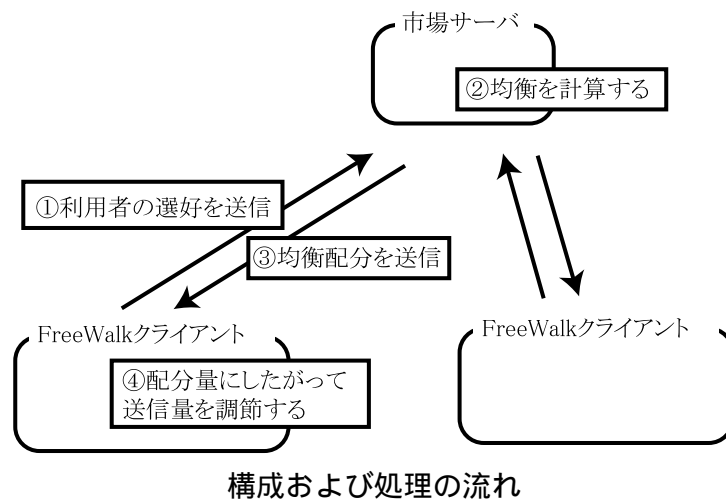 市場サーバ
②均衡を計算する
①利用者の選好を送信
③均衡配分を送信
FreeWalkクライアント
FreeWalkクライアント
④配分量にしたがって
送信量を調節する
構成および処理の流れ